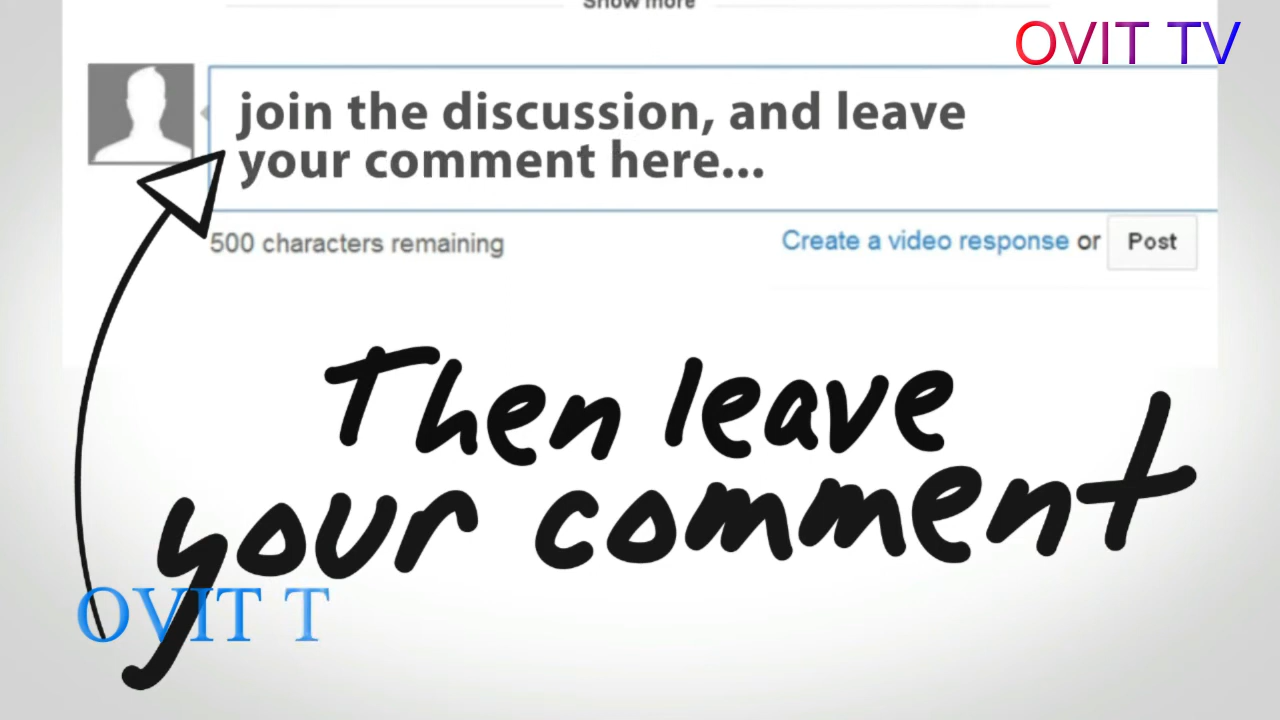 Show more
OVIT TV
join the discussion, and leave
your comment here...
500 characters remaining
Create a video response or Post
Then leave
your comment
OVIT T